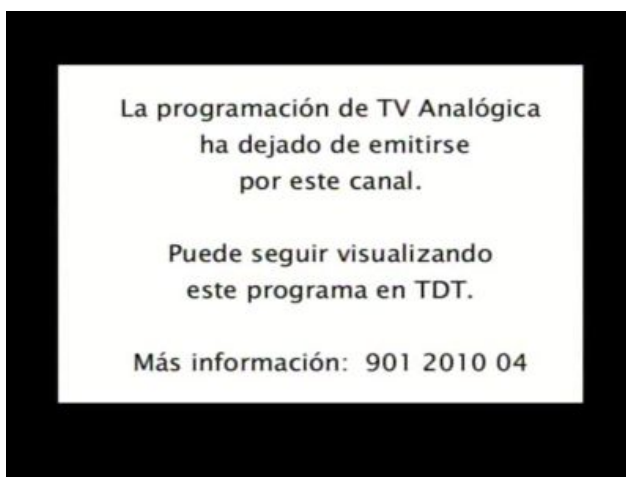 La programación de TV Analógica
ha dejado de emitirse
por este canal.
Puede seguir visualizando
este programa en TDT.
Más información: 901 2010 04